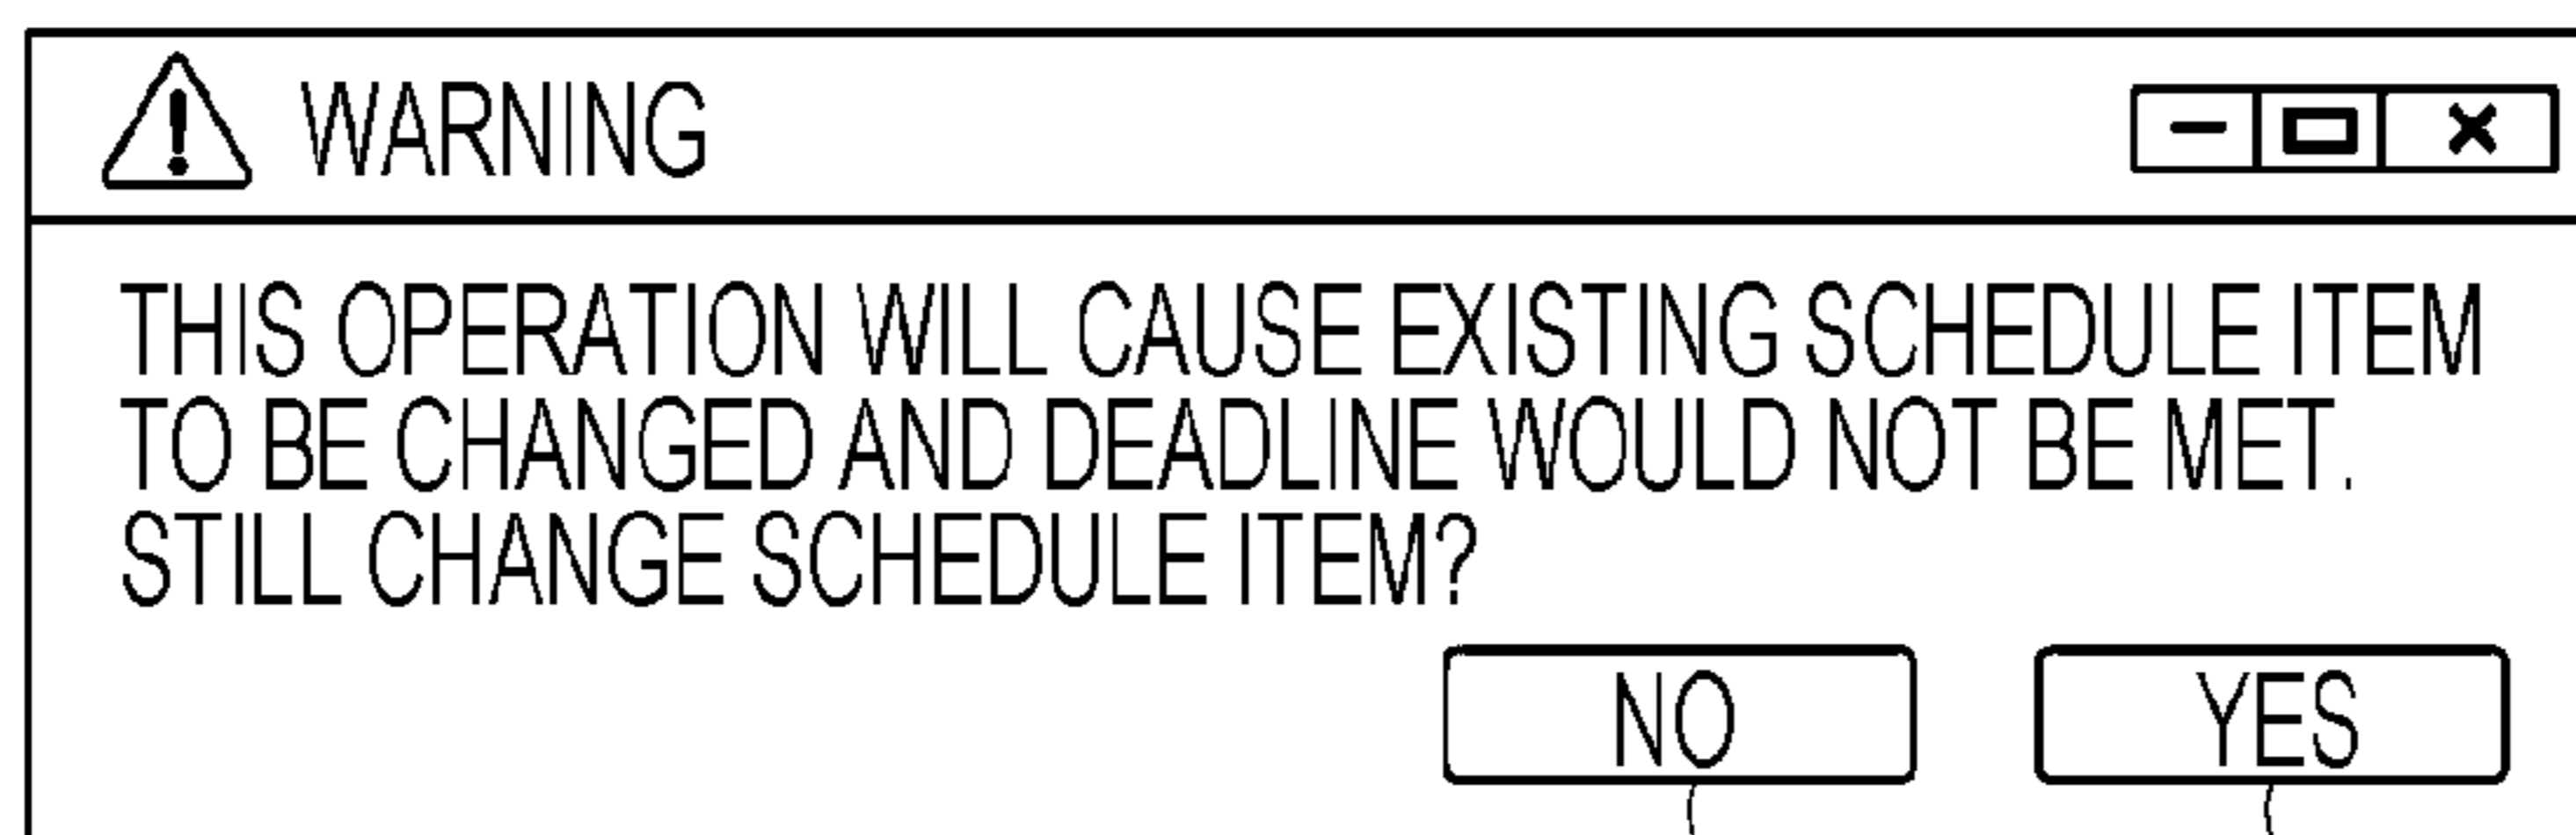 WARNING
THIS OPERATION WILL CAUSE EXISTING SCHEDULE ITEM
TO BE CHANGED AND DEADLINE WOULD NOT BE MET.
STILL CHANGE SCHEDULE ITEM?
NO YES